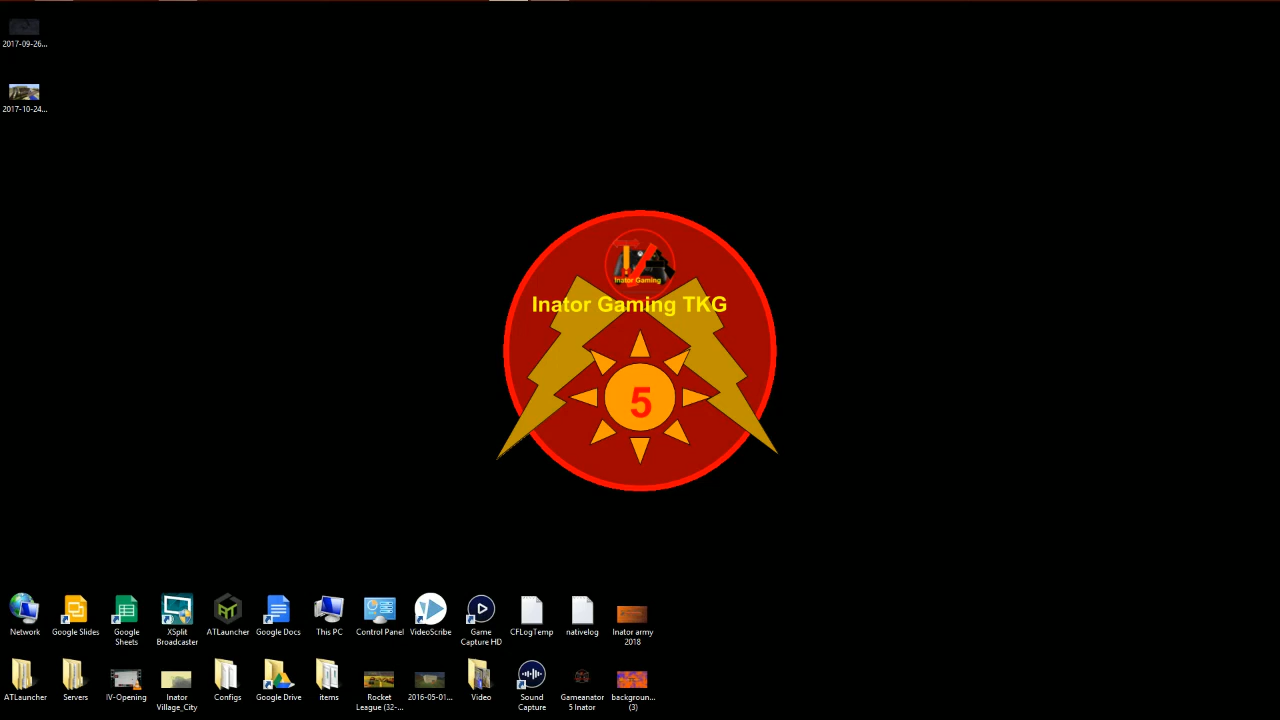 2017-09-26...
2017-10-24...
Inator Gaming
Inator Gaming TKG
5
Network
Google Slides
Google
Sheets
XSplit
Broadcaster
ATLauncher
Google Docs
This PC
Control Panel
VideoScribe
Game
Capture HD
CFLogTemp
nativelog
Inator army
2018
ATLauncher
Servers
IV-Opening
Inator
Village_City
Configs
Google Drive
items
Rocket
League (32-...
2016-05-01...
Video
Sound
Capture
Gameanator
5 Inator
backgroun...
(3)